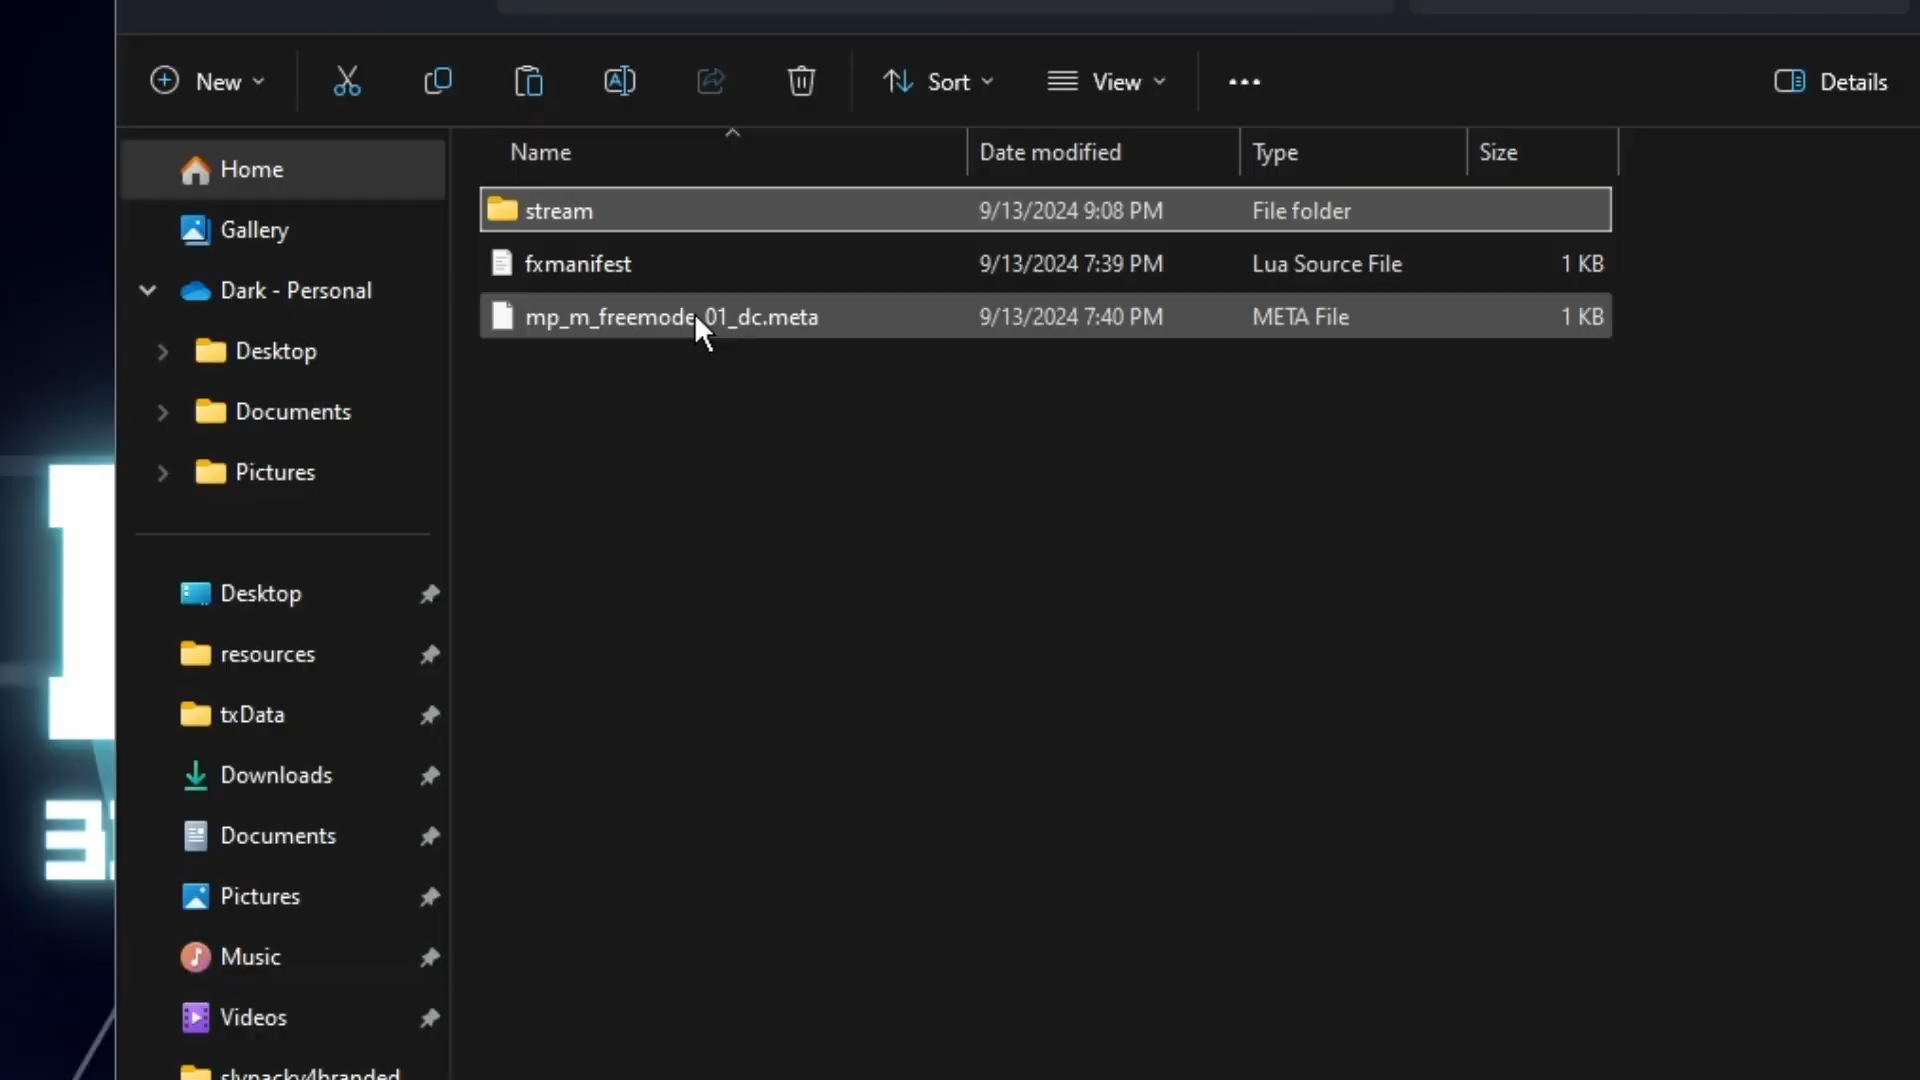 New
Sort
View
Details
Name
Date modified
Type
Size
stream 9/13/2024 9:08 PM File folder
fxmanifest 9/13/2024 7:39 PM Lua Source File 1 KB
mp_m_freemode_01_dc.meta 9/13/2024 7:40 PM META File 1 KB
Home
Gallery
Dark - Personal
Desktop
Documents
Pictures
Desktop
resources
txData
Downloads
Documents
Pictures
Music
Videos